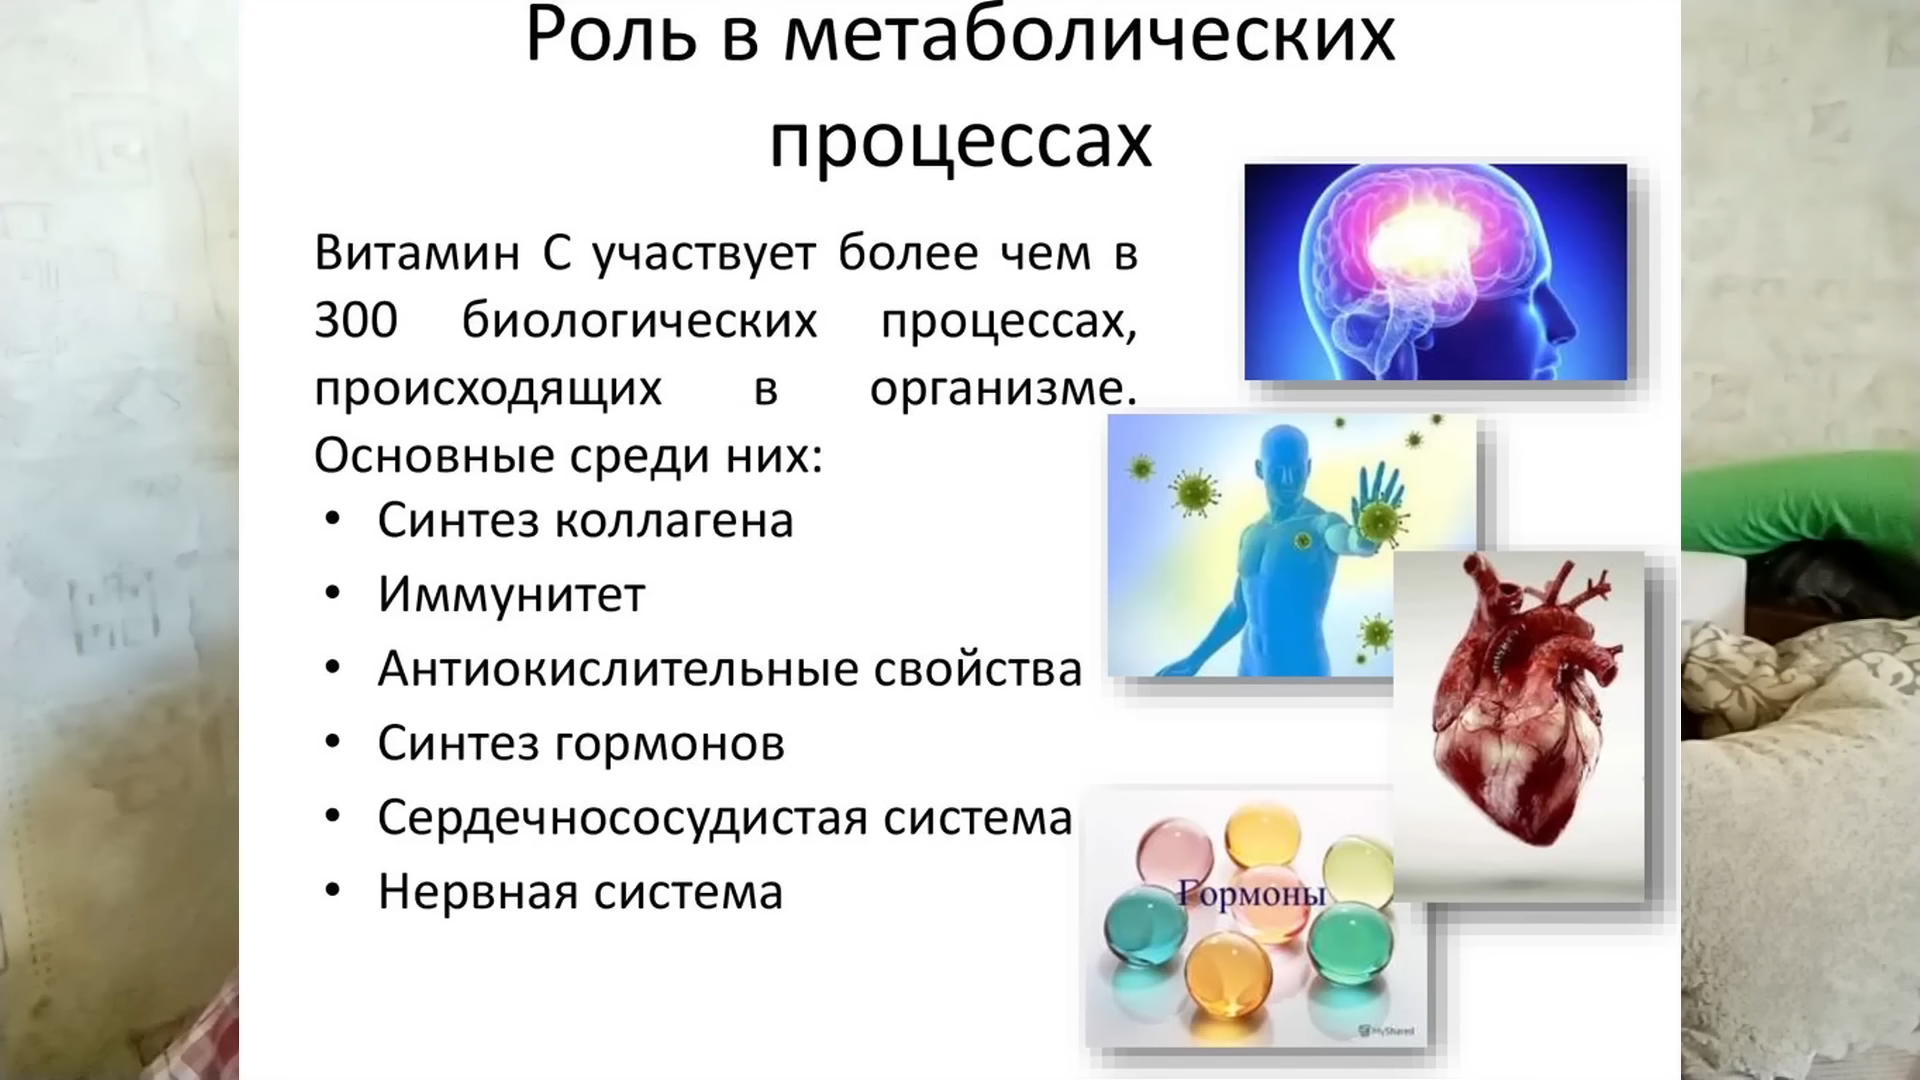 Роль в метаболических
процессах
Витамин С участвует более чем в
300 биологических процессах,
происходящих в организме.
Основные среди них:
• Синтез коллагена
• Иммунитет
• Антиокислительные свойства
• Синтез гормонов
• Сердечнососудистая система
• Нервная система
Гормоны
MyShared